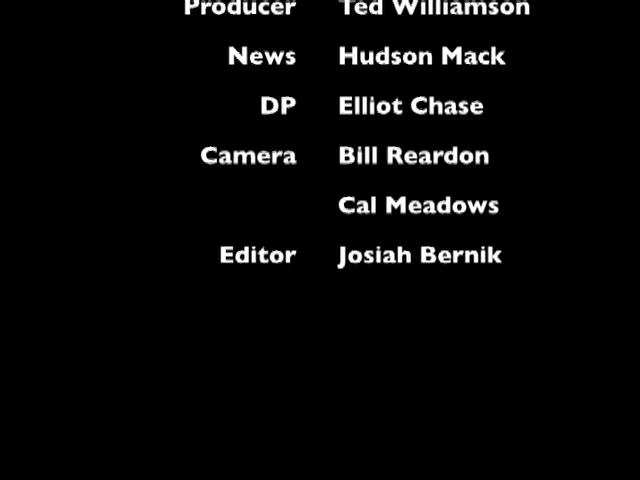 Producer Ted Williamson
News Hudson Mack
DP Elliot Chase
Camera Bill Reardon
Cal Meadows
Editor Josiah Bernik